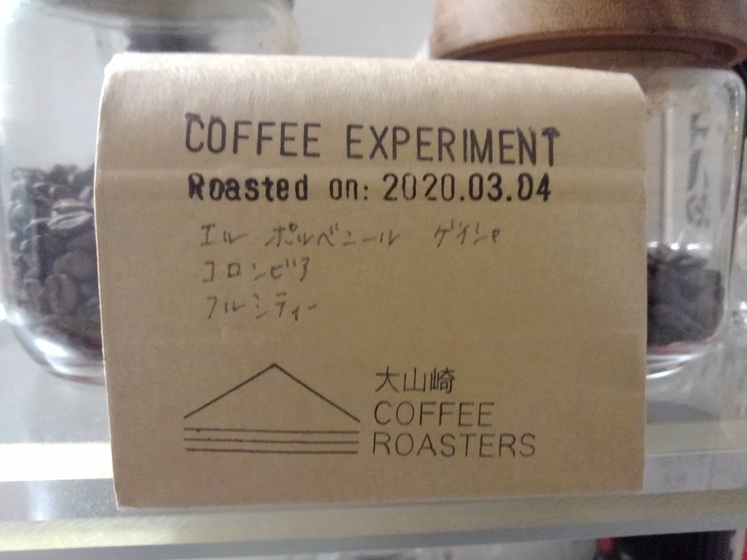 COFFEE EXPERIMENT
Roasted on: 2020.03.04
エル ポルベニール ゲイシャ
コロンビア
フルシティー
大山崎
COFFEE
ROASTERS